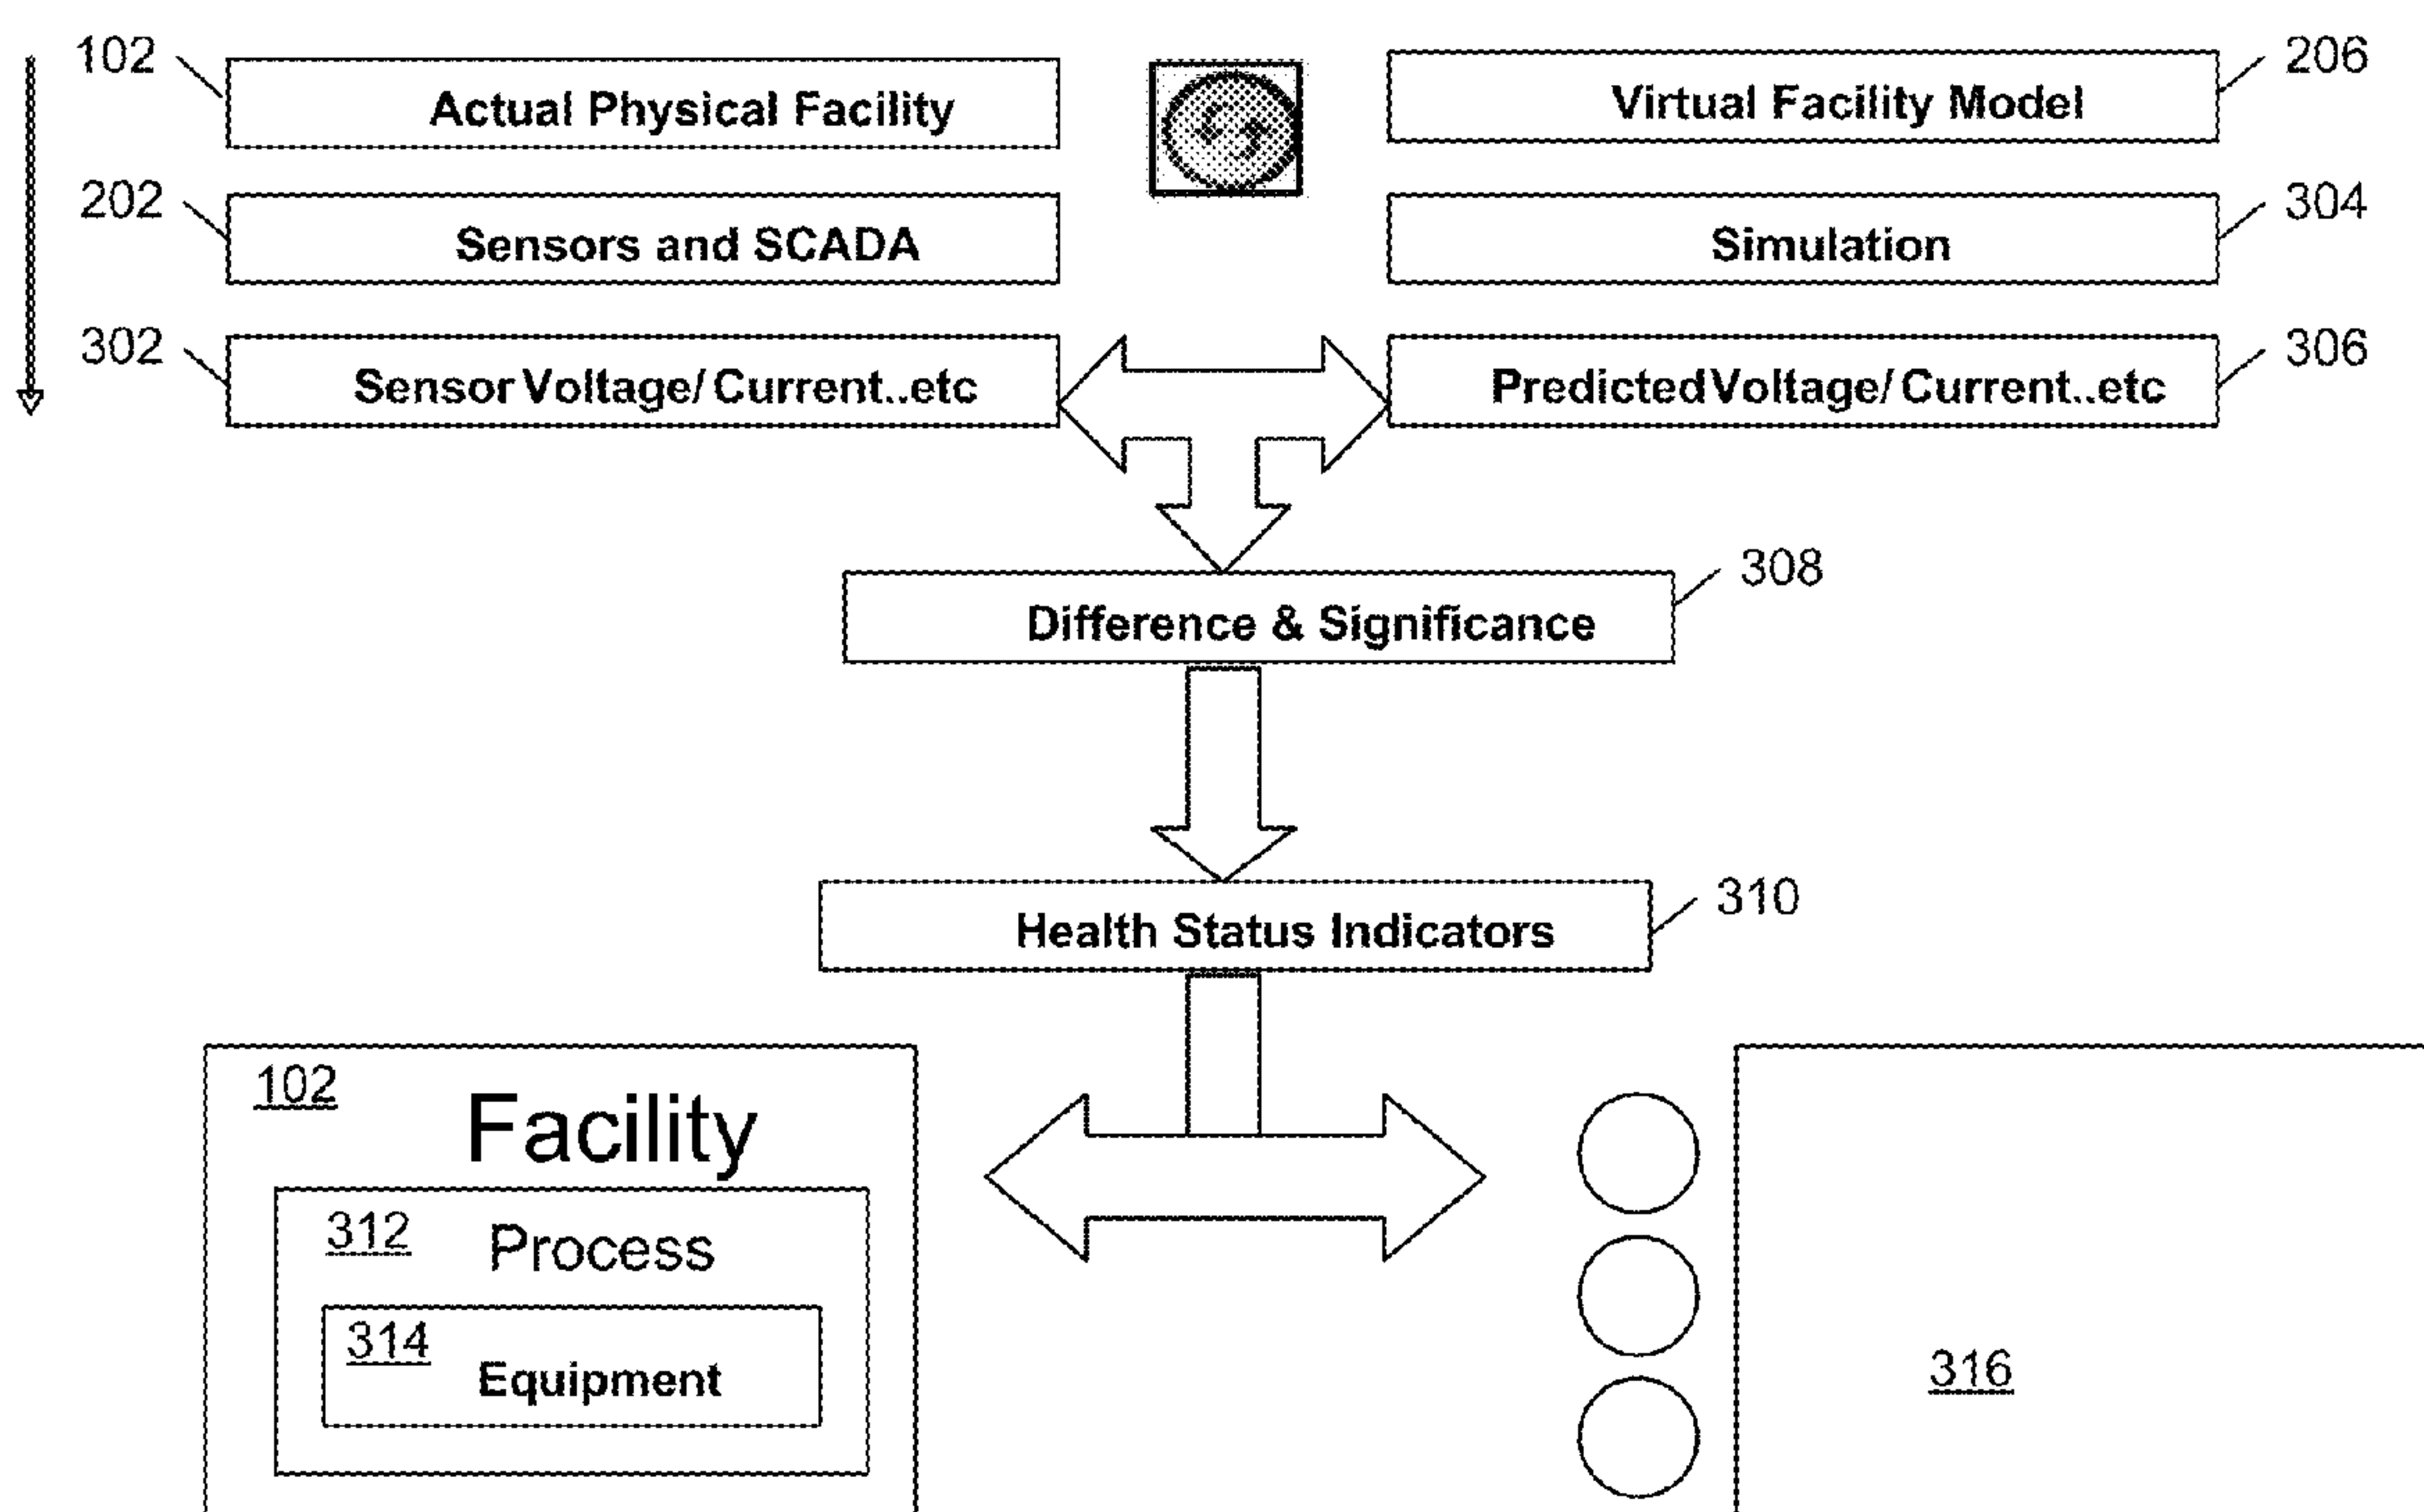 102
Actual Physical Facility
Virtual Facility Model
206
202
Sensors and SCADA
Simulation
304
302
Sensor Voltage/ Current..etc
Predicted Voltage/ Current..etc
306
Difference & Significance
308
Health Status Indicators
310
102
Facility
312
Process
314
Equipment
316